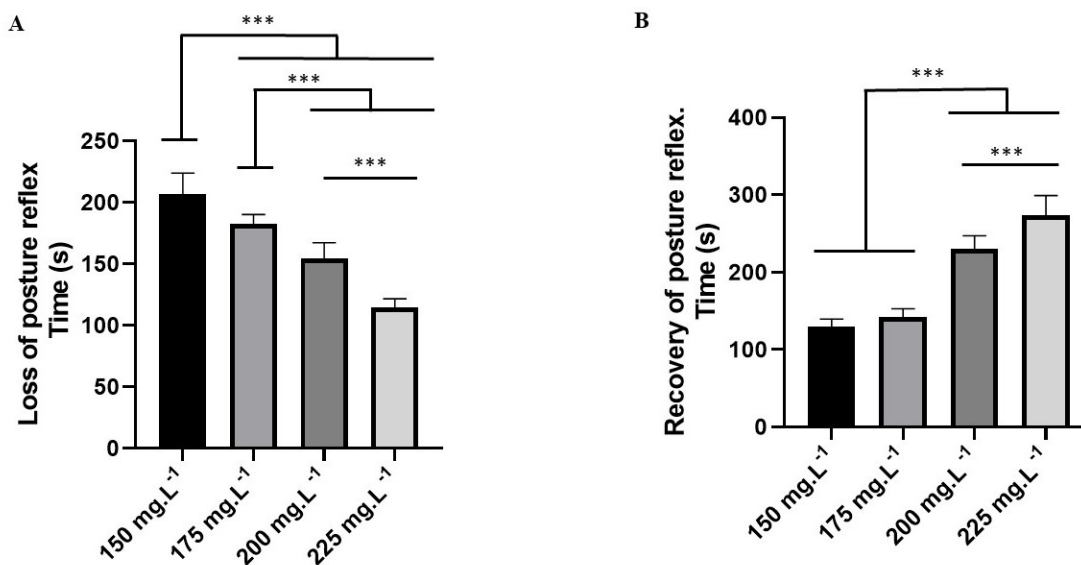 A
***
***
***
250
200
150
100
50
0
Loss of posture reflex
Time (s)
150 mg.L⁻¹
175 mg.L⁻¹
200 mg.L⁻¹
225 mg.L⁻¹
B
***
***
400
300
200
100
0
Recovery of posture reflex.
Time (s)
150 mg.L⁻¹
175 mg.L⁻¹
200 mg.L⁻¹
225 mg.L⁻¹